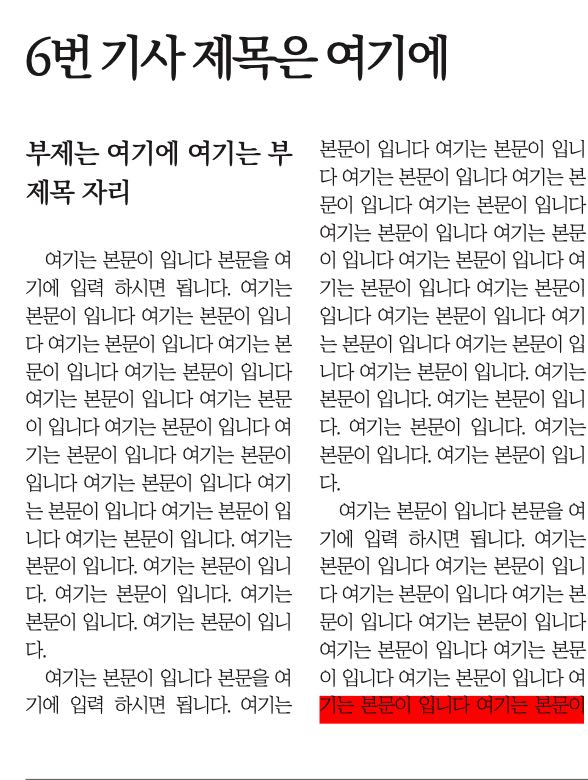 6번 기사 제목은 여기에
부제는 여기에 여기는 부
제목 자리
여기는 본문이 입니다 본문을 여
기에 입력 하시면 됩니다. 여기는
본문이 입니다 여기는 본문이 입니
다 여기는 본문이 입니다 여기는 본
문이 입니다 여기는 본문이 입니다
여기는 본문이 입니다 여기는 본문
이 입니다 여기는 본문이 입니다 여
기는 본문이 입니다 여기는 본문이
입니다 여기는 본문이 입니다 여기
는 본문이 입니다 여기는 본문이 입
니다 여기는 본문이 입니다. 여기는
본문이 입니다. 여기는 본문이 입니
다. 여기는 본문이 입니다. 여기는
본문이 입니다. 여기는 본문이 입니
다.
여기는 본문이 입니다 본문을 여
기에 입력 하시면 됩니다. 여기는
본문이 입니다 여기는 본문이 입니
다 여기는 본문이 입니다 여기는 본
문이 입니다 여기는 본문이 입니다
여기는 본문이 입니다 여기는 본문
이 입니다 여기는 본문이 입니다 여
기는 본문이 입니다 여기는 본문이
입니다 여기는 본문이 입니다 여기
는 본문이 입니다 여기는 본문이 입
니다 여기는 본문이 입니다. 여기는
본문이 입니다. 여기는 본문이 입니
다. 여기는 본문이 입니다. 여기는
본문이 입니다. 여기는 본문이 입니
다.
여기는 본문이 입니다 본문을 여
기에 입력 하시면 됩니다. 여기는
본문이 입니다 여기는 본문이 입니
다 여기는 본문이 입니다 여기는 본
문이 입니다 여기는 본문이 입니다
여기는 본문이 입니다 여기는 본문
이 입니다 여기는 본문이 입니다 여
기는 본문이 입니다 여기는 본문이